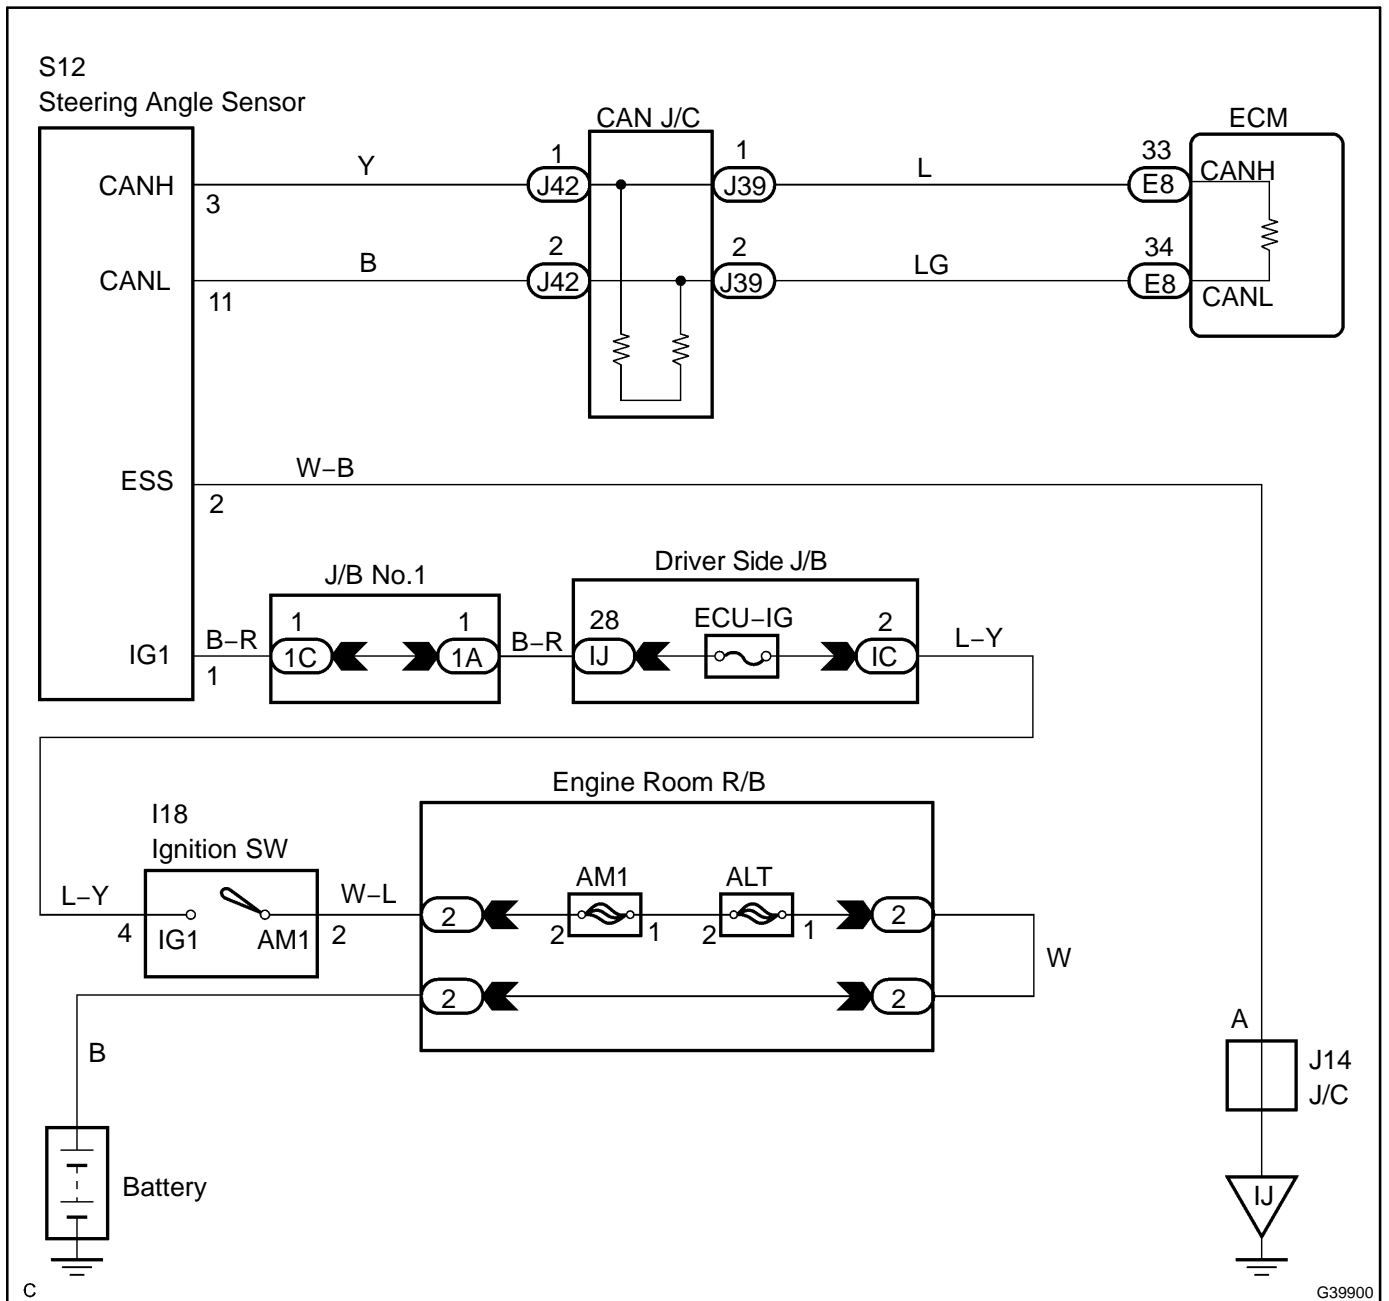 S12
Steering Angle Sensor
CAN J/C
ECM
CANH
3
Y
1
J42
1
J39
L
33
E8
CANH
CANL
11
B
2
J42
2
J39
LG
34
E8
CANL
ESS
2
W–B
J/B No.1
Driver Side J/B
IG1
1
B–R
1
1C
1
1A
B–R
28
IJ
ECU–IG
2
IC
L–Y
Engine Room R/B
I18
Ignition SW
L–Y
4
IG1
AM1
2
W–L
2
AM1
2
1
ALT
2
1
2
W
2
2
B
Battery
A
J14
J/C
IJ
C
G39900